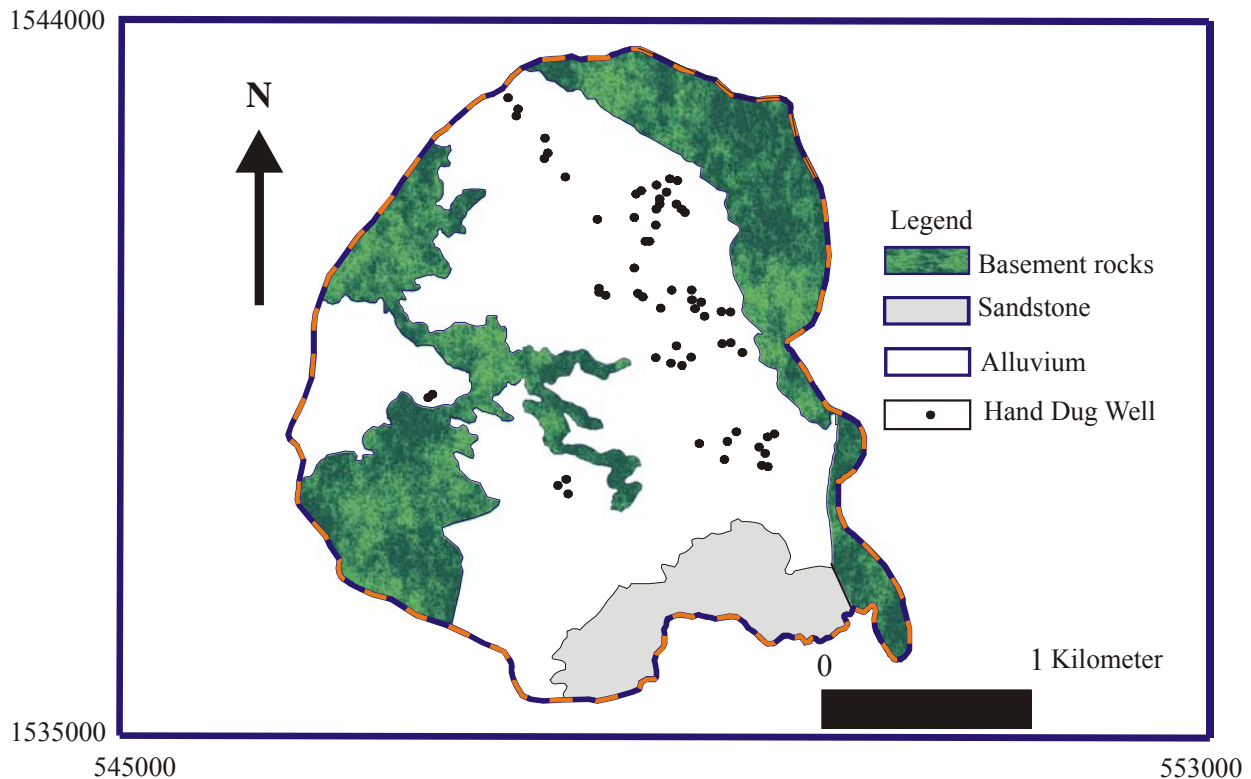 1544000
N
Legend
Basement rocks
Sandstone
Alluvium
Hand Dug Well
0
1 Kilometer
1535000
545000
553000